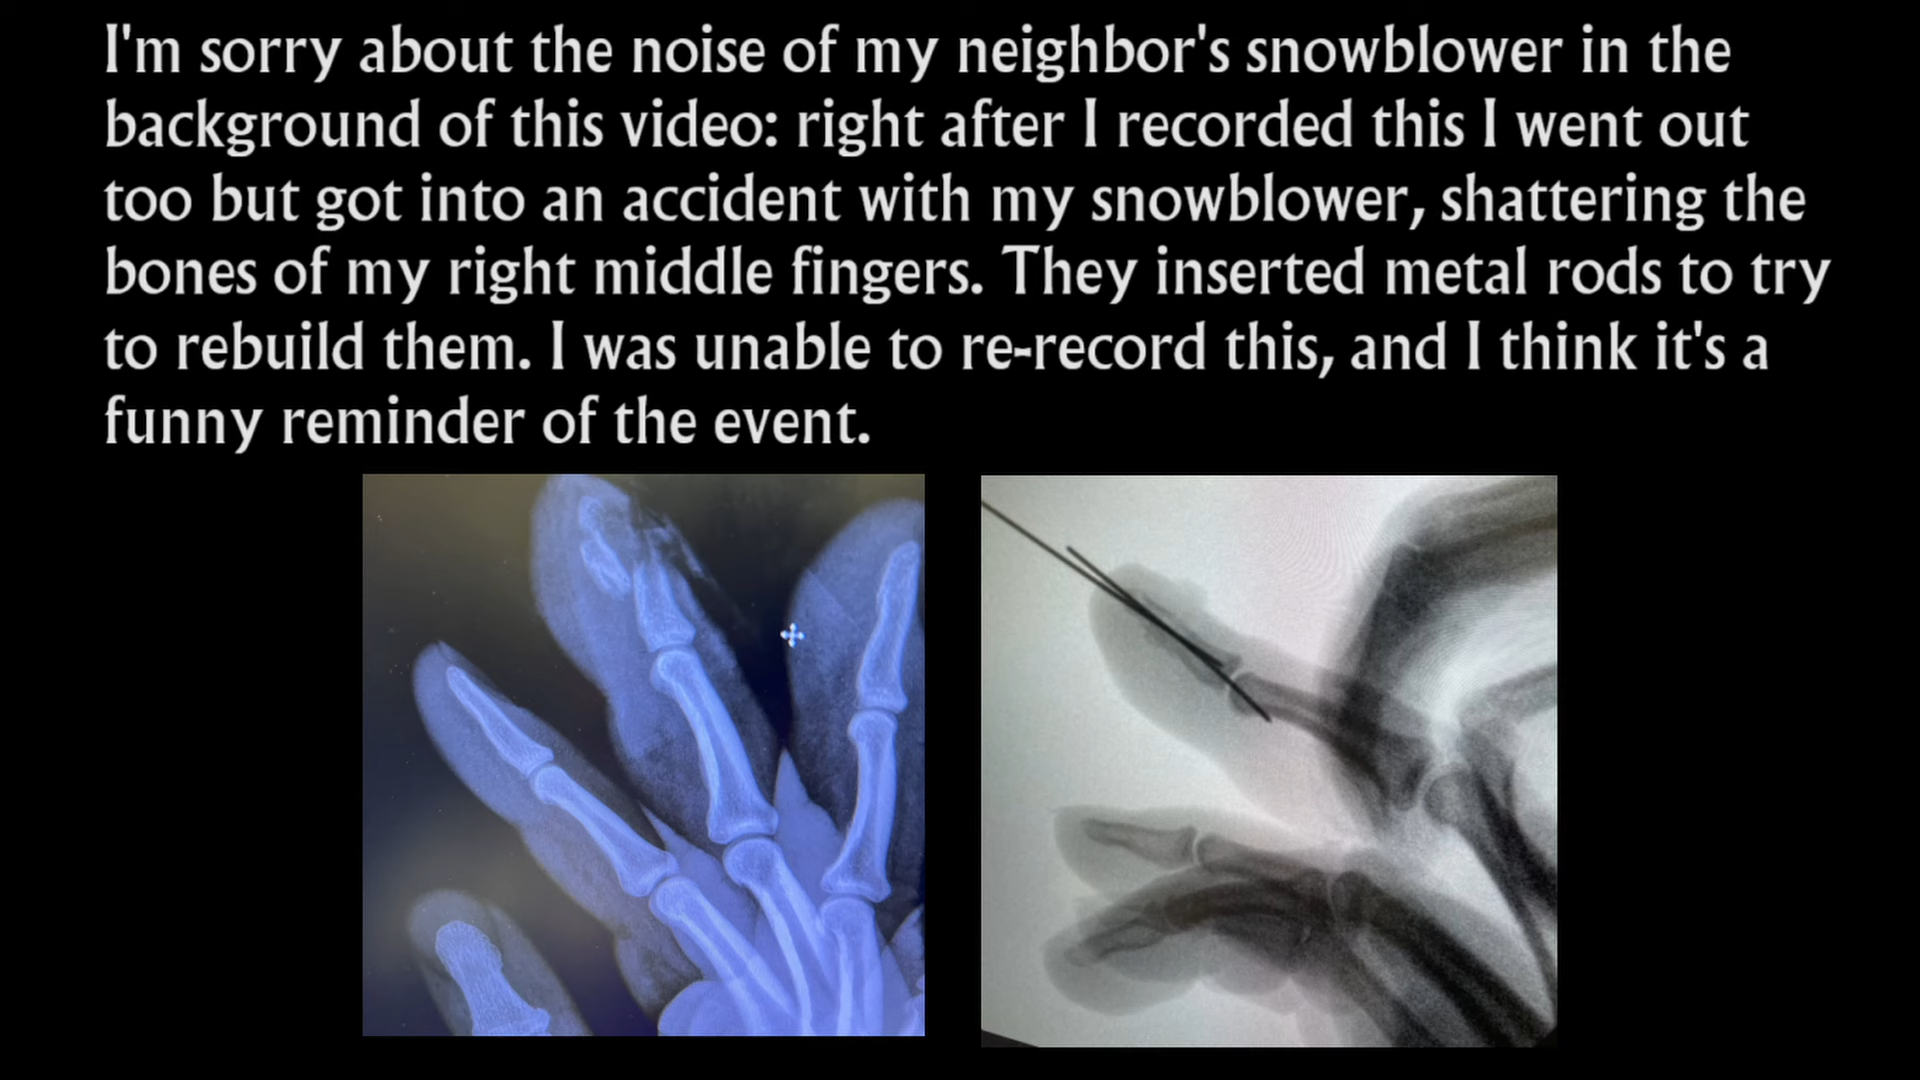 I'm sorry about the noise of my neighbor's snowblower in the
background of this video: right after I recorded this I went out
too but got into an accident with my snowblower, shattering the
bones of my right middle fingers. They inserted metal rods to try
to rebuild them. I was unable to re-record this, and I think it's a
funny reminder of the event.